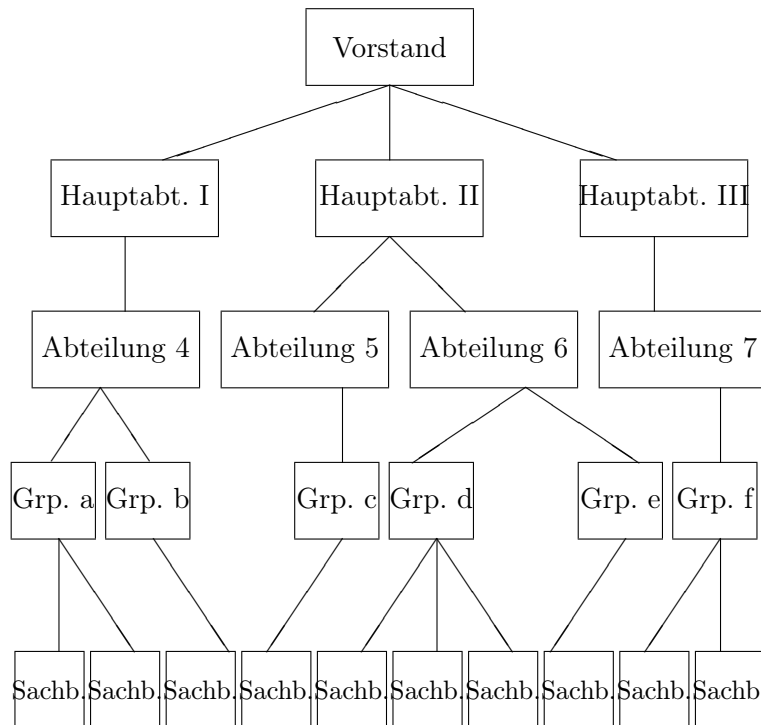 Vorstand
Hauptabt. I Hauptabt. II Hauptabt. III
Abteilung 4 Abteilung 5 Abteilung 6 Abteilung 7
Grp. a Grp. b Grp. c Grp. d Grp. e Grp. f
Sachb. Sachb. Sachb. Sachb. Sachb. Sachb. Sachb. Sachb. Sachb. Sachb.